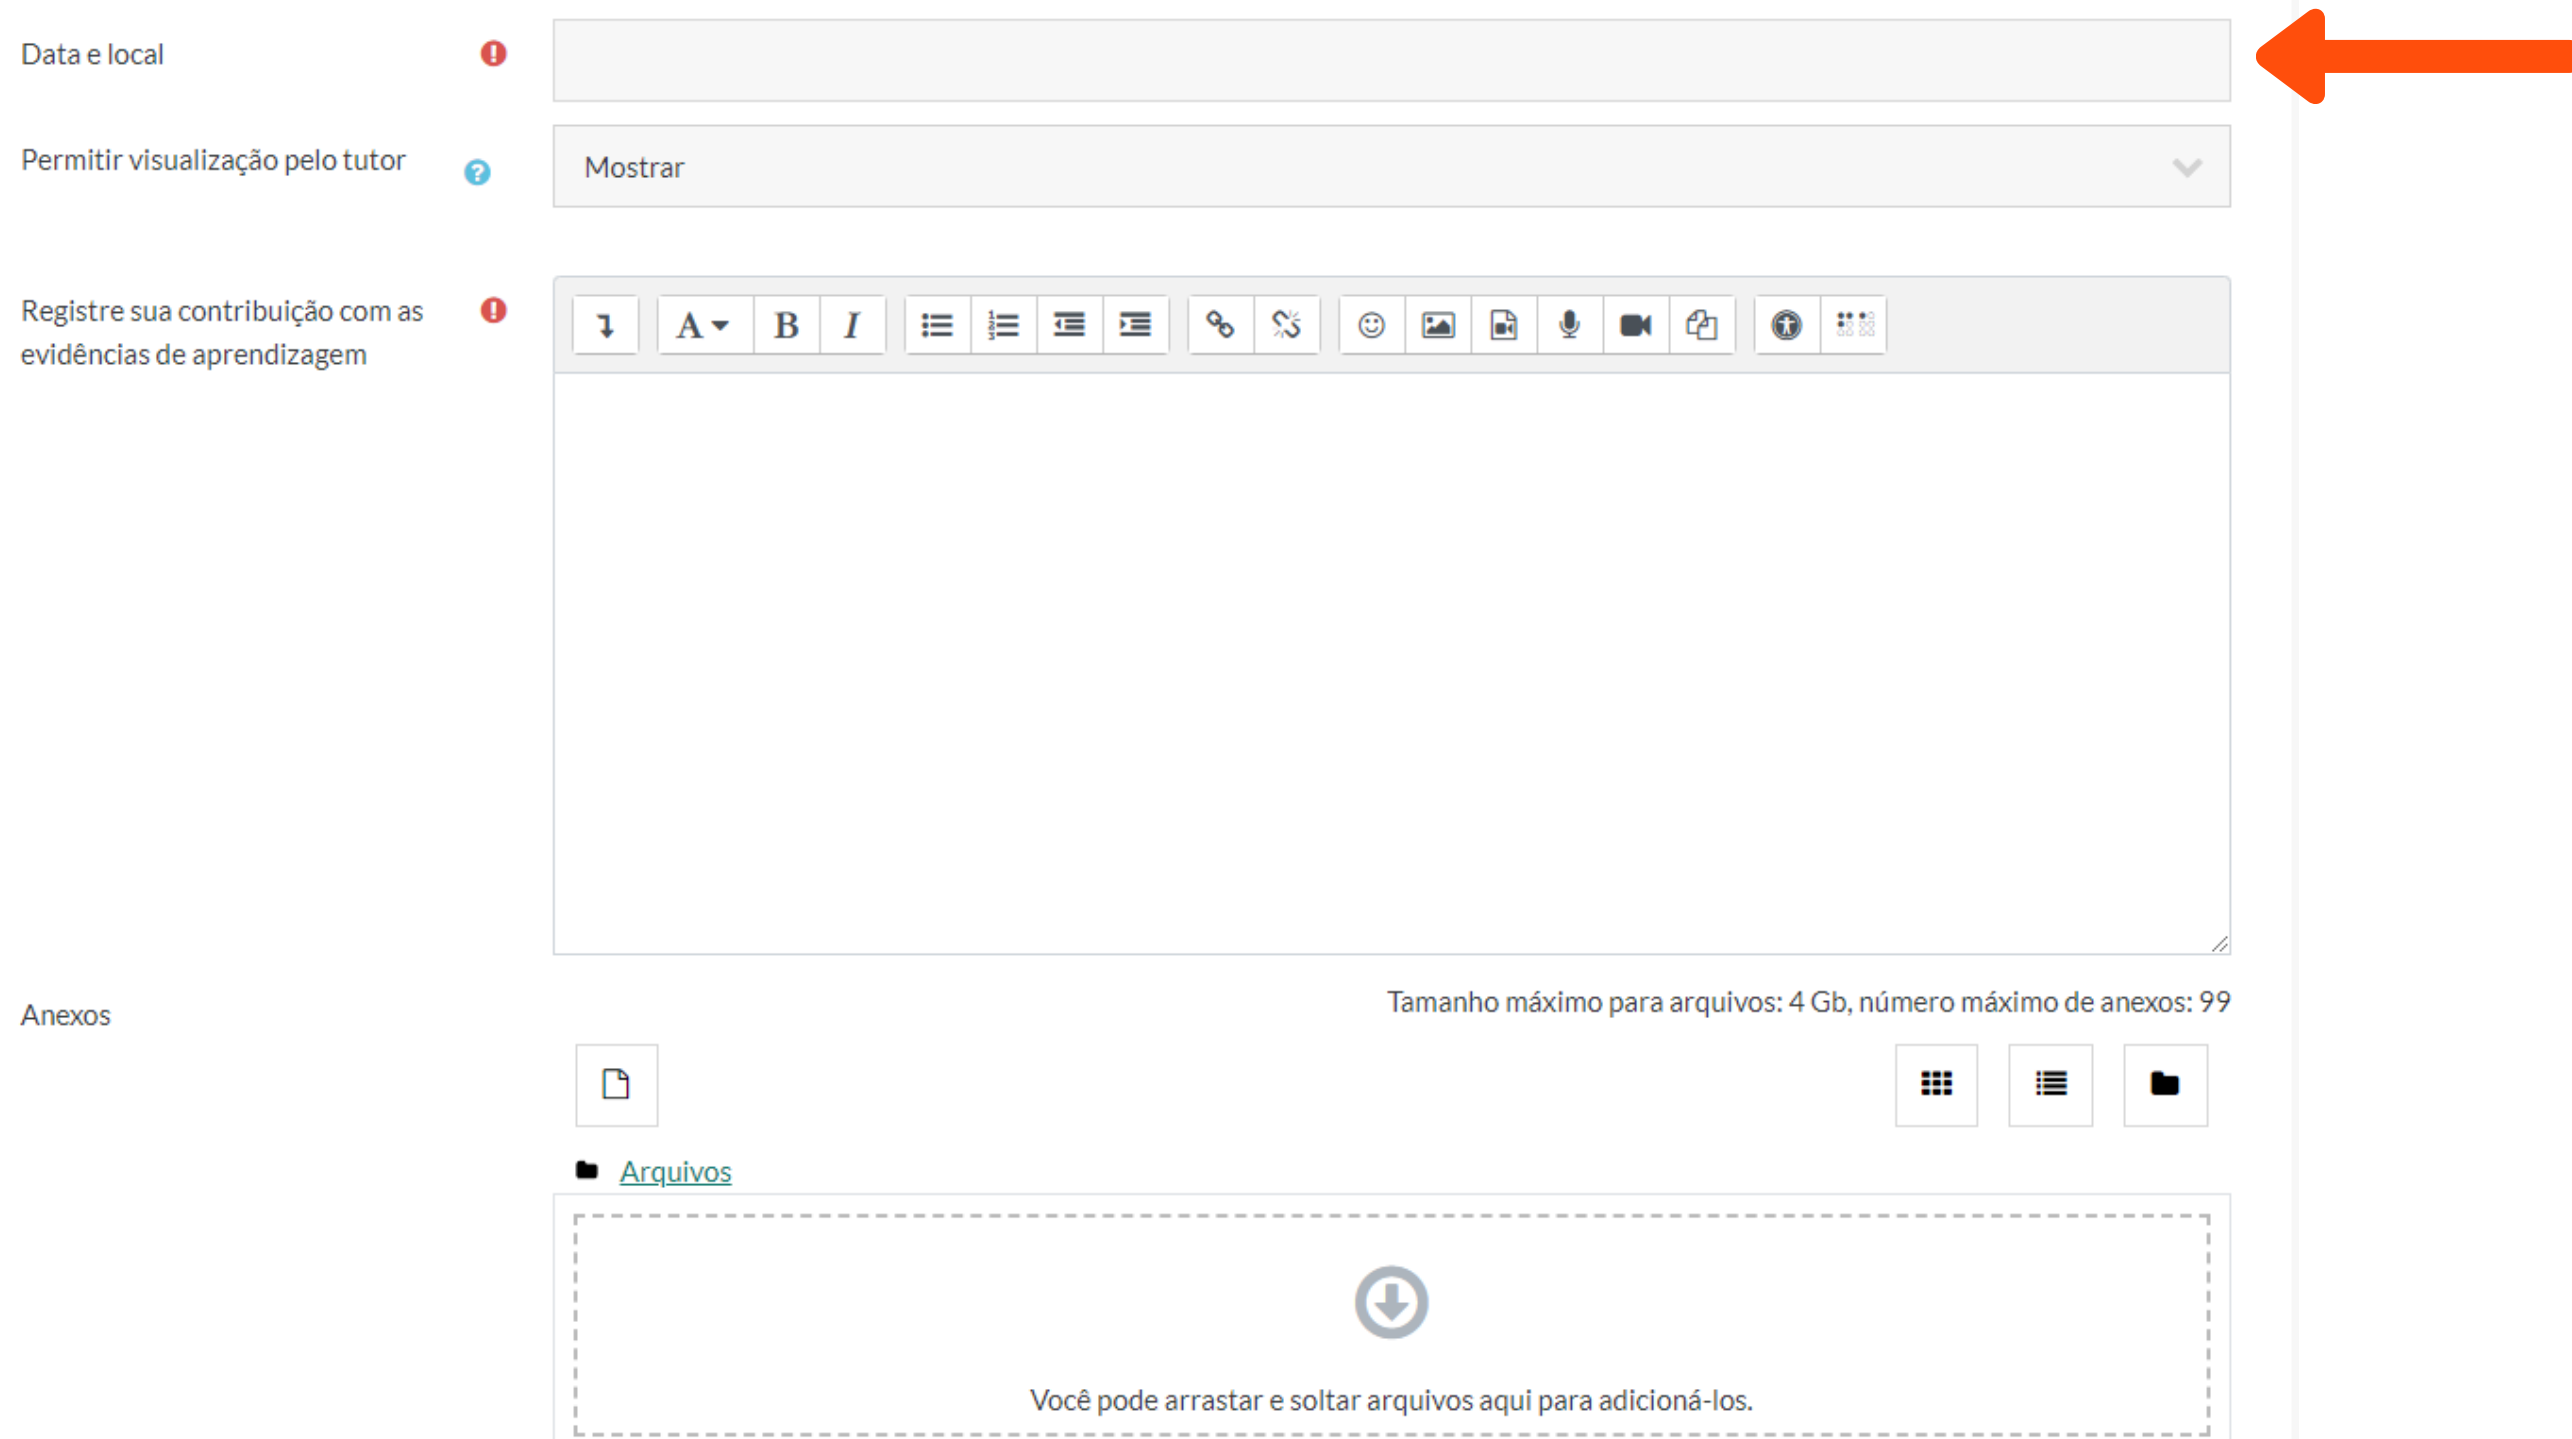 Data e local
Permitir visualização pelo tutor
Mostrar
Registre sua contribuição com as
evidências de aprendizagem
Anexos
Tamanho máximo para arquivos: 4 Gb, número máximo de anexos: 99
Arquivos
Você pode arrastar e soltar arquivos aqui para adicioná-los.